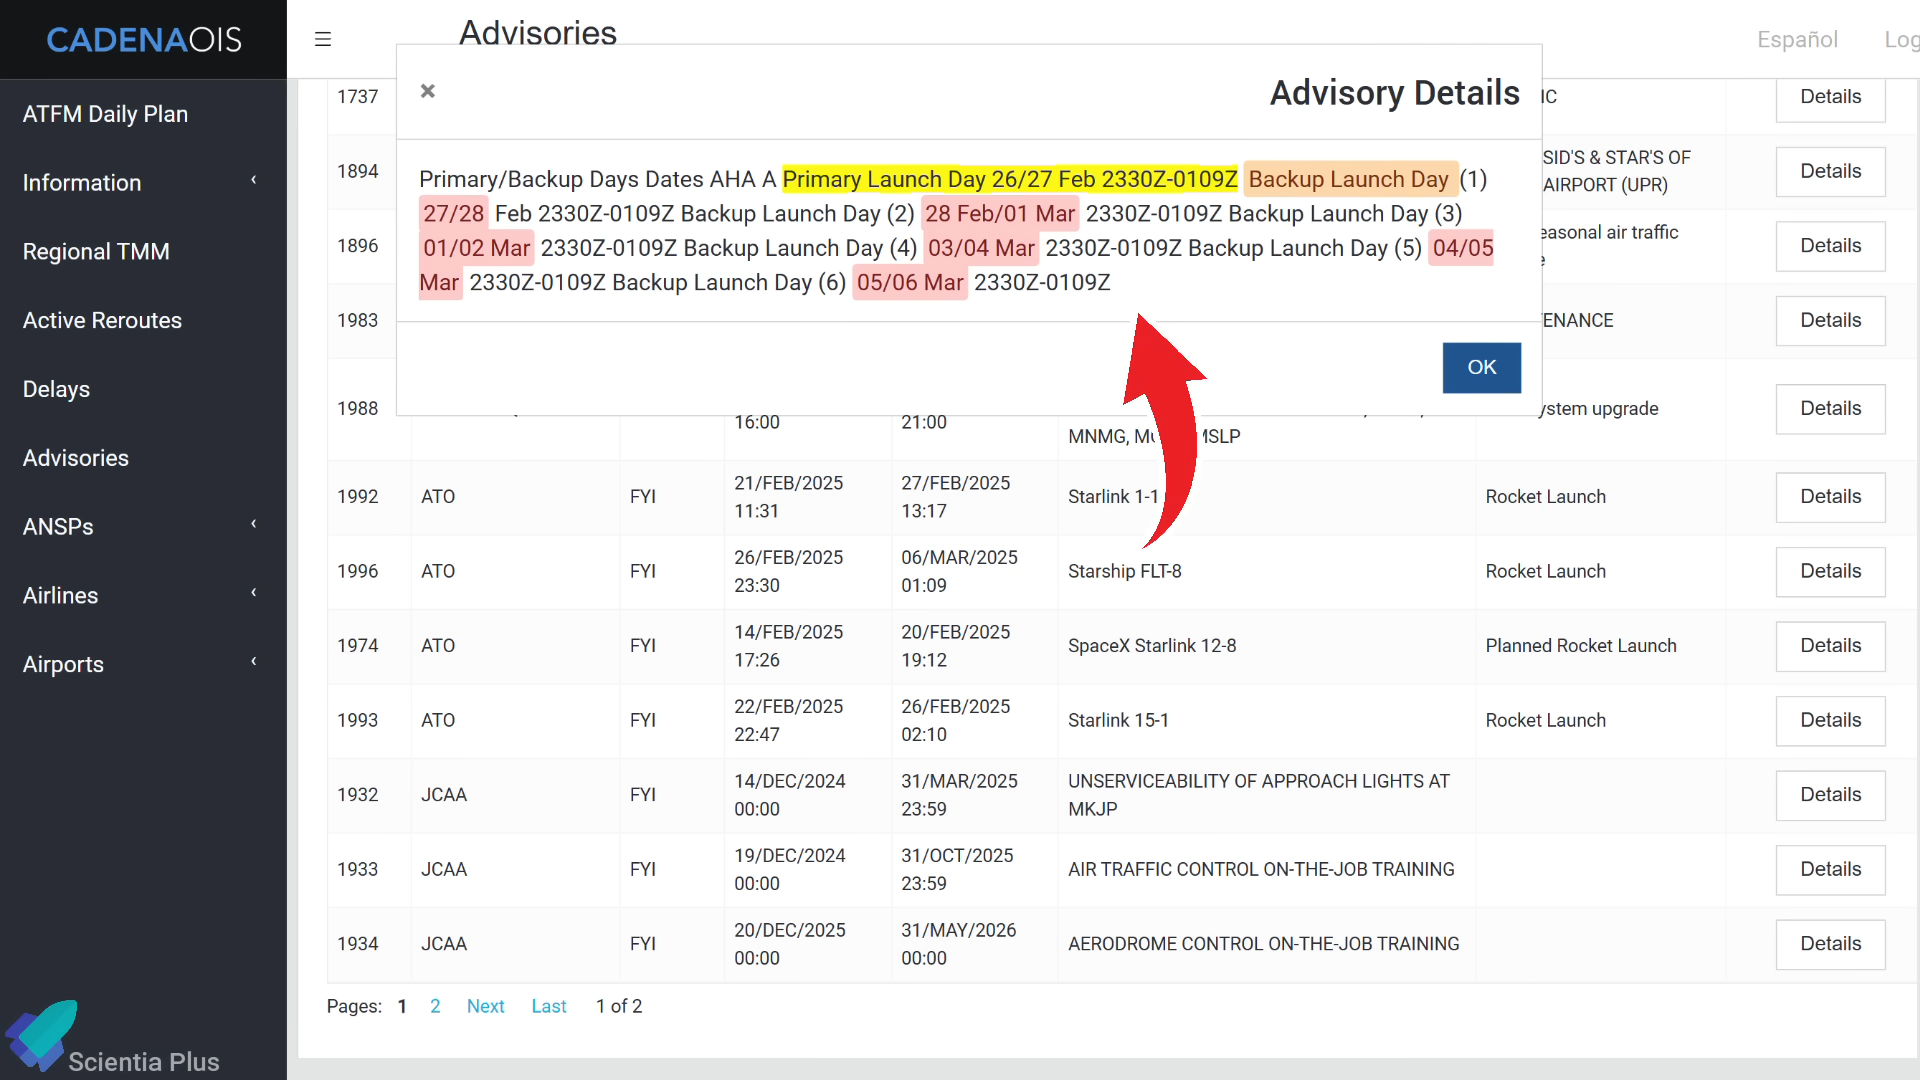 CADENAOIS
Advisories
Español
Log
ATFM Daily Plan
Information
Regional TMM
Active Reroutes
Delays
Advisories
ANSPs
Airlines
Airports
Advisory Details
Primary/Backup Days Dates AHA A Primary Launch Day 26/27 Feb 2330Z-0109Z Backup Launch Day (1)
27/28 Feb 2330Z-0109Z Backup Launch Day (2) 28 Feb/01 Mar 2330Z-0109Z Backup Launch Day (3)
01/02 Mar 2330Z-0109Z Backup Launch Day (4) 03/04 Mar 2330Z-0109Z Backup Launch Day (5) 04/05
Mar 2330Z-0109Z Backup Launch Day (6) 05/06 Mar 2330Z-0109Z
OK
1737 IC Details
1894 SID'S & STAR'S OF Details
AIRPORT (UPR)
1896 easonal air traffic Details
1983 ENANCE Details
1988 16:00 21:00 MNMG, MSLP ystem upgrade Details
1992 ATO FYI 21/FEB/2025 11:31 27/FEB/2025 13:17 Starlink 1-1 Rocket Launch Details
1996 ATO FYI 26/FEB/2025 23:30 06/MAR/2025 01:09 Starship FLT-8 Rocket Launch Details
1974 ATO FYI 14/FEB/2025 17:26 20/FEB/2025 19:12 SpaceX Starlink 12-8 Planned Rocket Launch Details
1993 ATO FYI 22/FEB/2025 22:47 26/FEB/2025 02:10 Starlink 15-1 Rocket Launch Details
1932 JCAA FYI 14/DEC/2024 00:00 31/MAR/2025 23:59 UNSERVICEABILITY OF APPROACH LIGHTS AT MKJP Details
1933 JCAA FYI 19/DEC/2024 00:00 31/OCT/2025 23:59 AIR TRAFFIC CONTROL ON-THE-JOB TRAINING Details
1934 JCAA FYI 20/DEC/2025 00:00 31/MAY/2026 00:00 AERODROME CONTROL ON-THE-JOB TRAINING Details
Pages: 1 2 Next Last 1 of 2
Scientia Plus